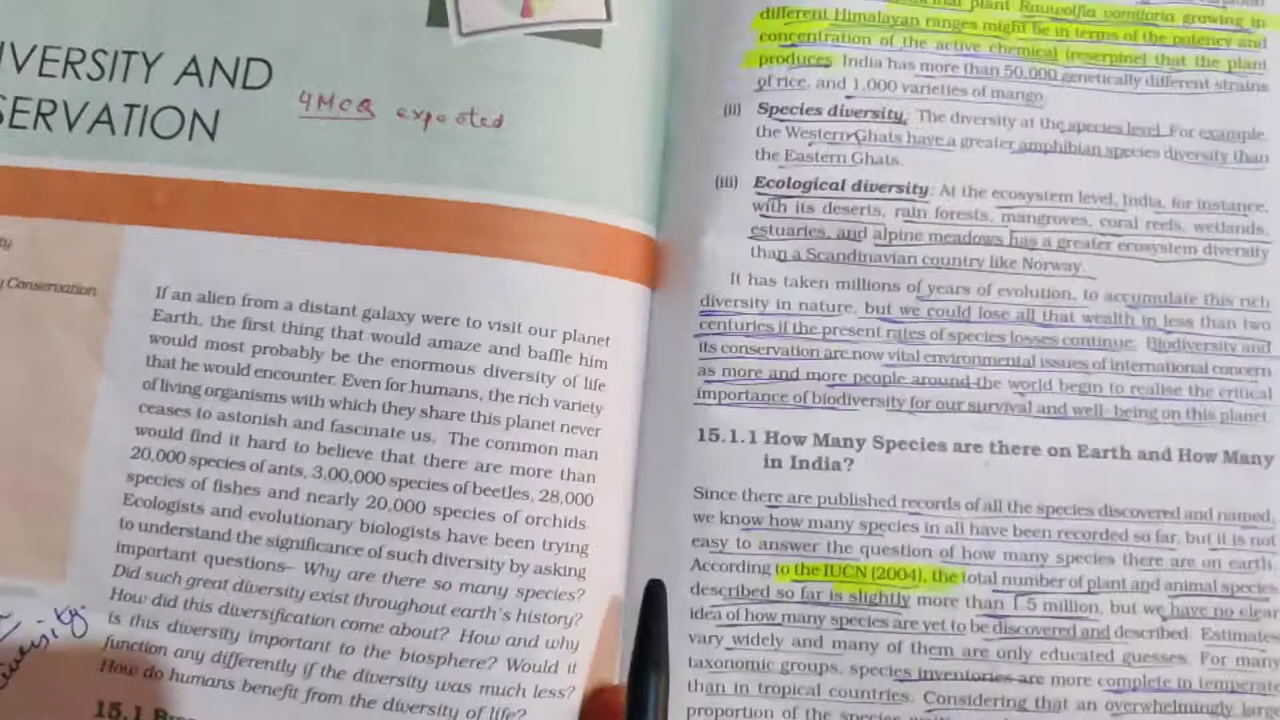 VERSITY AND
SERVATION
4 MCQ expected
Conservation
If an alien from a distant galaxy were to visit our planet
Earth, the first thing that would amaze and baffle him
would most probably be the enormous diversity of life
that he would encounter. Even for humans, the rich variety
of living organisms with which they share this planet never
ceases to astonish and fascinate us. The common man
would find it hard to believe that there are more than
20,000 species of ants, 3,00,000 species of beetles, 28,000
species of fishes and nearly 20,000 species of orchids.
Ecologists and evolutionary biologists have been trying
to understand the significance of such diversity by asking
important questions– Why are there so many species?
Did such great diversity exist throughout earth's history?
How did this diversification come about? How and why
is this diversity important to the biosphere? Would it
function any differently if the diversity was much less?
How do humans benefit from the diversity of life?
15.1
plant Rauwolfia vomitoria growing in
different Himalayan ranges might be in terms of the potency and
concentration of the active chemical (reserpine) that the plant
produces. India has more than 50,000 genetically different strains
of rice, and 1,000 varieties of mango.
(ii) Species diversity: The diversity at the species level. For example,
the Western Ghats have a greater amphibian species diversity than
the Eastern Ghats.
(iii) Ecological diversity: At the ecosystem level, India, for instance,
with its deserts, rain forests, mangroves, coral reefs, wetlands,
estuaries, and alpine meadows has a greater ecosystem diversity
than a Scandinavian country like Norway.
It has taken millions of years of evolution, to accumulate this rich
diversity in nature, but we could lose all that wealth in less than two
centuries if the present rates of species losses continue. Biodiversity and
its conservation are now vital environmental issues of international concern
as more and more people around the world begin to realise the critical
importance of biodiversity for our survival and well- being on this planet.
15.1.1 How Many Species are there on Earth and How Many
in India?
Since there are published records of all the species discovered and named,
we know how many species in all have been recorded so far, but it is not
easy to answer the question of how many species there are on earth.
According to the IUCN (2004), the total number of plant and animal species
described so far is slightly more than 1.5 million, but we have no clear
idea of how many species are yet to be discovered and described. Estimates
vary widely and many of them are only educated guesses. For many
taxonomic groups, species inventories are more complete in temperate
than in tropical countries. Considering that an overwhelmingly large
proportion of the species